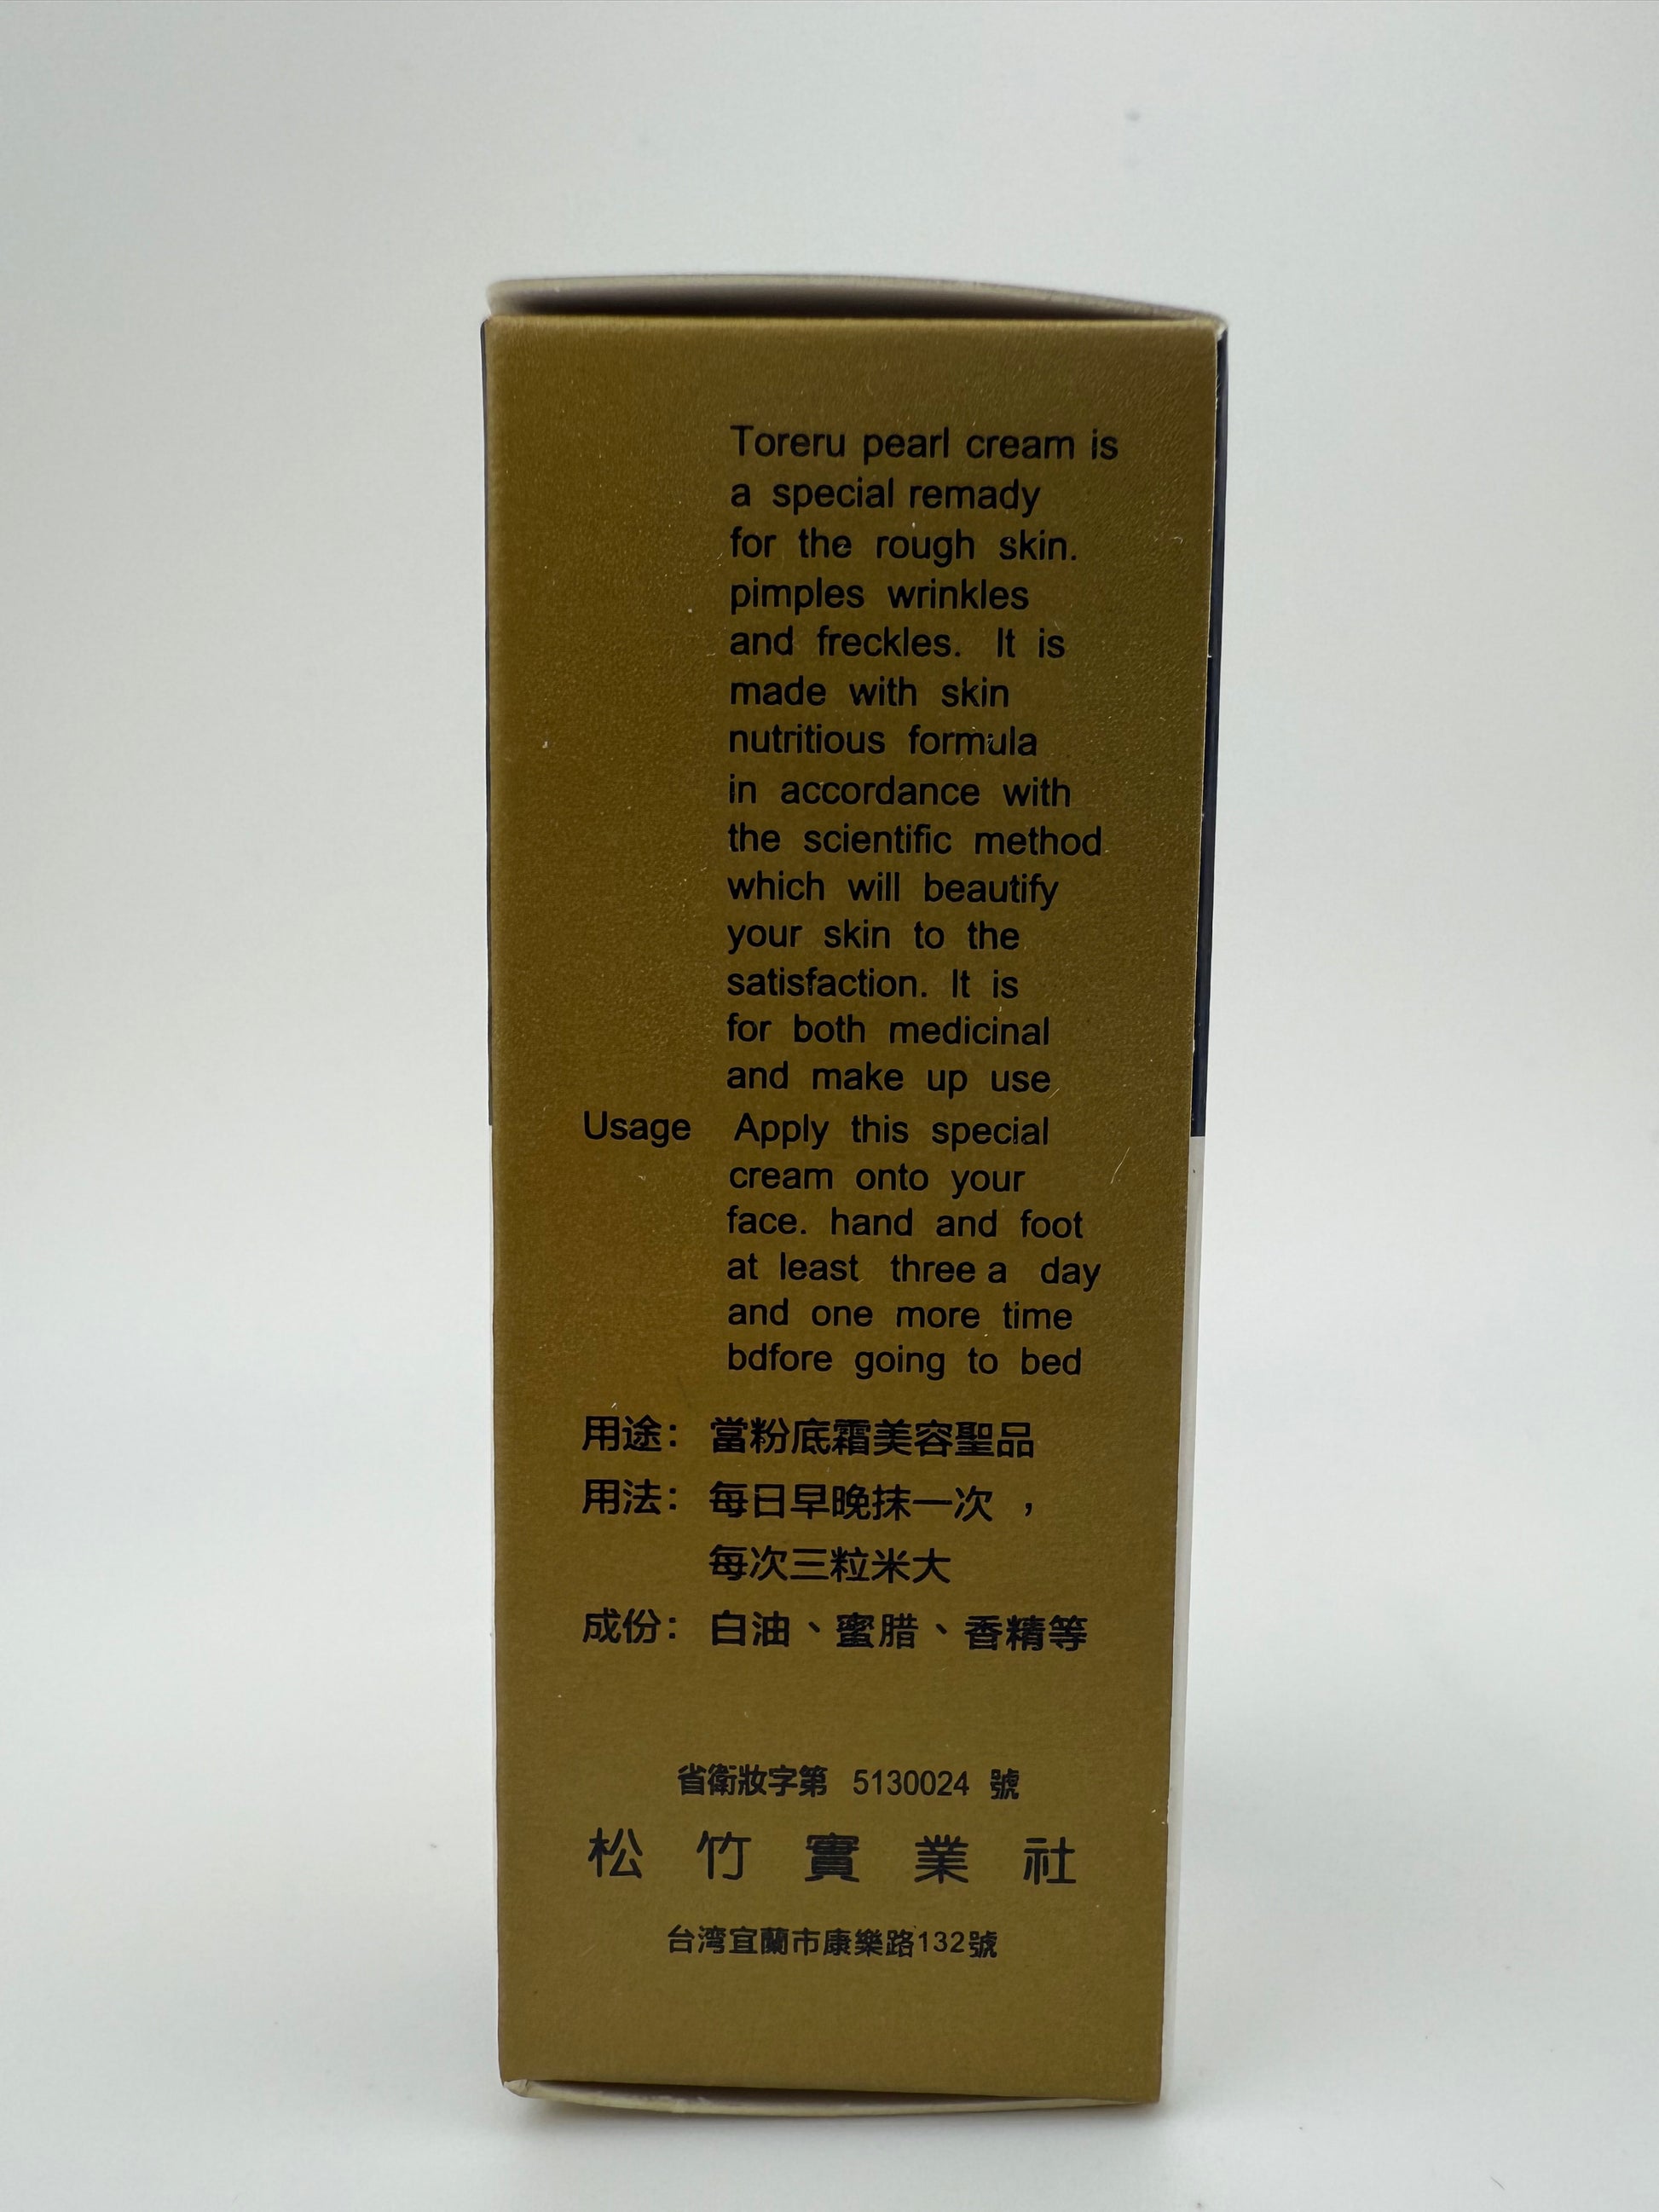 Toreru pearl cream is
a special remady
for the rough skin.
pimples wrinkles
and freckles. It is
made with skin
nutritious formula
in accordance with
the scientific method
which will beautify
your skin to the
satisfaction. It is
for both medicinal
and make up use
Usage Apply this special
cream onto your
face. hand and foot
at least three a day
and one more time
bdfore going to bed
用途：當粉底霜美容聖品
用法：每日早晚抹一次，
每次三粒米大
成份：白油、蜜腊、香精等
省衛妝字第 5130024 號
松竹實業社
台湾宜蘭市康樂路132號